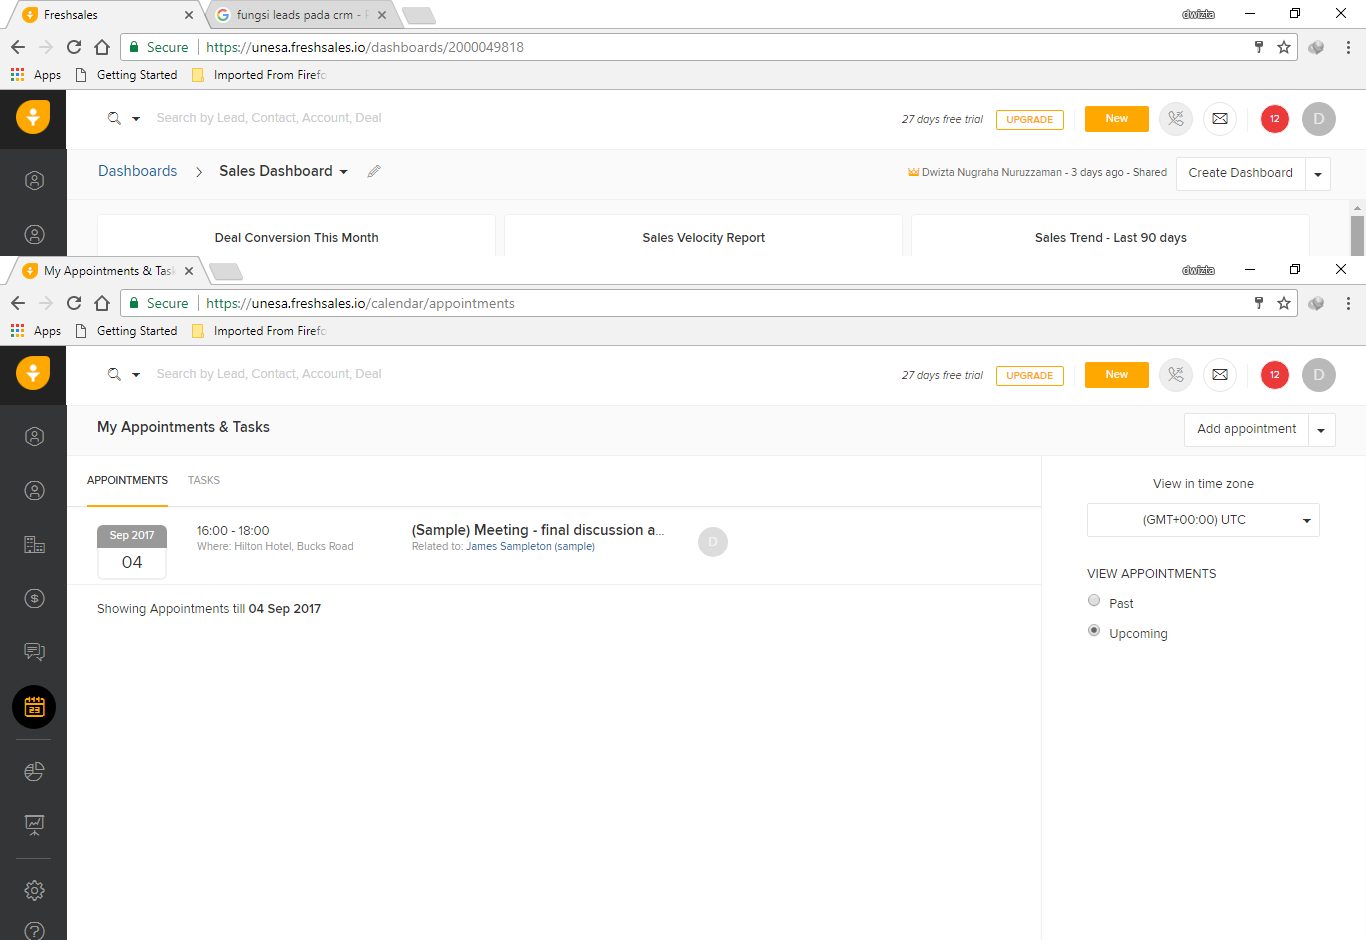 Freshsales
fungsi leads pada crm -
dwizta
Secure https://unesa.freshsales.io/dashboards/2000049818
Apps Getting Started Imported From Firefo
Search by Lead, Contact, Account, Deal
27 days free trial UPGRADE New 12 D
Dashboards > Sales Dashboard
Dwizta Nugraha Nuruzzaman - 3 days ago - Shared
Create Dashboard
Deal Conversion This Month
Sales Velocity Report
Sales Trend - Last 90 days
My Appointments & Tas
dwizta
Secure https://unesa.freshsales.io/calendar/appointments
Apps Getting Started Imported From Firefo
Search by Lead, Contact, Account, Deal
27 days free trial UPGRADE New 12 D
My Appointments & Tasks
Add appointment
APPOINTMENTS TASKS
Sep 2017
04
16:00 - 18:00
Where: Hilton Hotel, Bucks Road
(Sample) Meeting - final discussion a...
Related to: James Sampleton (sample)
D
Showing Appointments till 04 Sep 2017
View in time zone
(GMT+00:00) UTC
VIEW APPOINTMENTS
Past
Upcoming
23